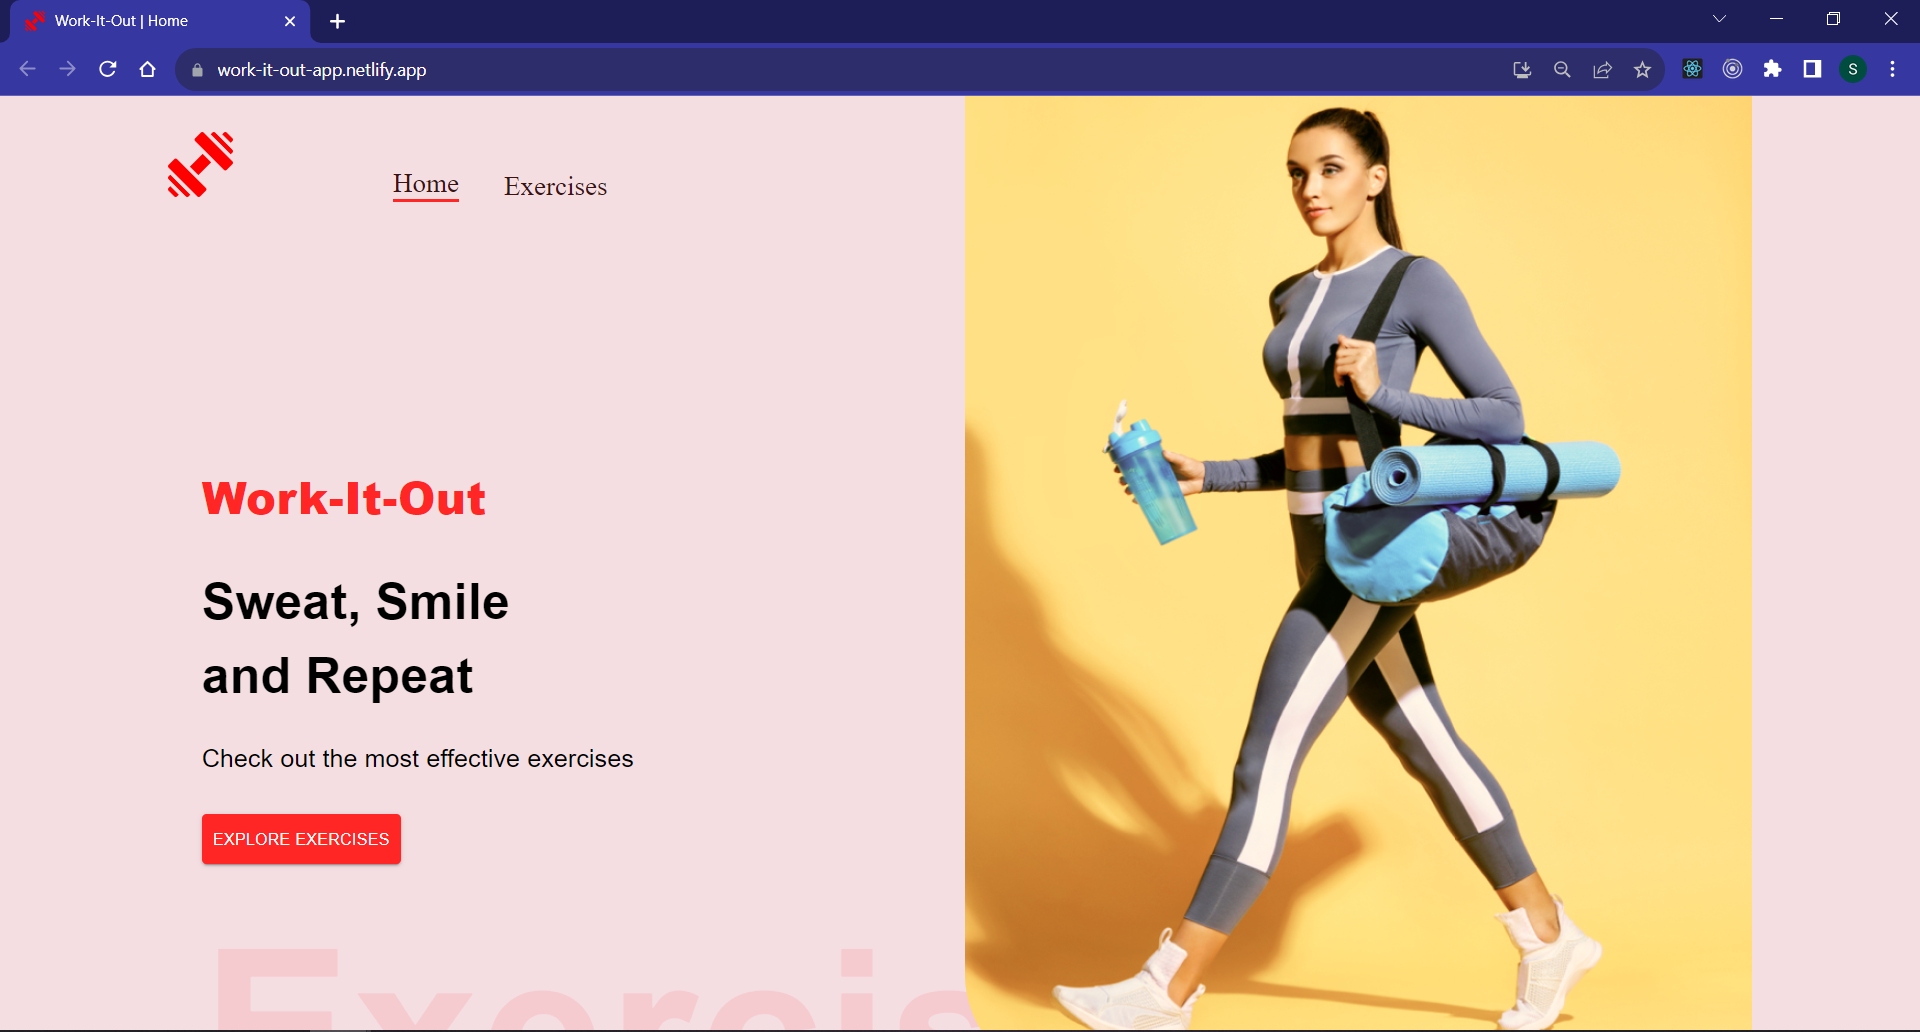 Work-It-Out | Home
work-it-out-app.netlify.app
S
Home
Exercises
Work-It-Out
Sweat, Smile
and Repeat
Check out the most effective exercises
EXPLORE EXERCISES
Exercis